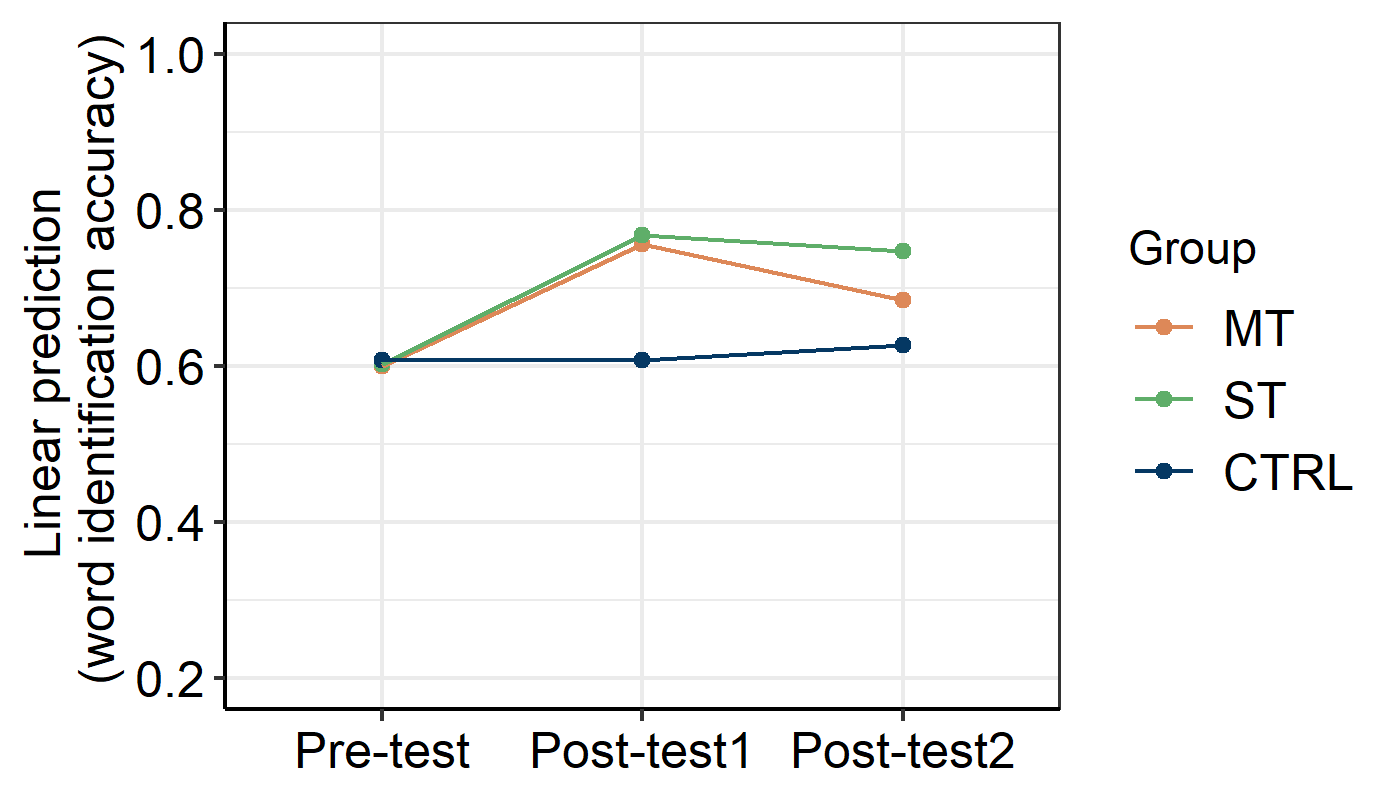 Linear prediction
(word identification accuracy)
1.0
0.8
0.6
0.4
0.2
Pre-test
Post-test1
Post-test2
Group
MT
ST
CTRL